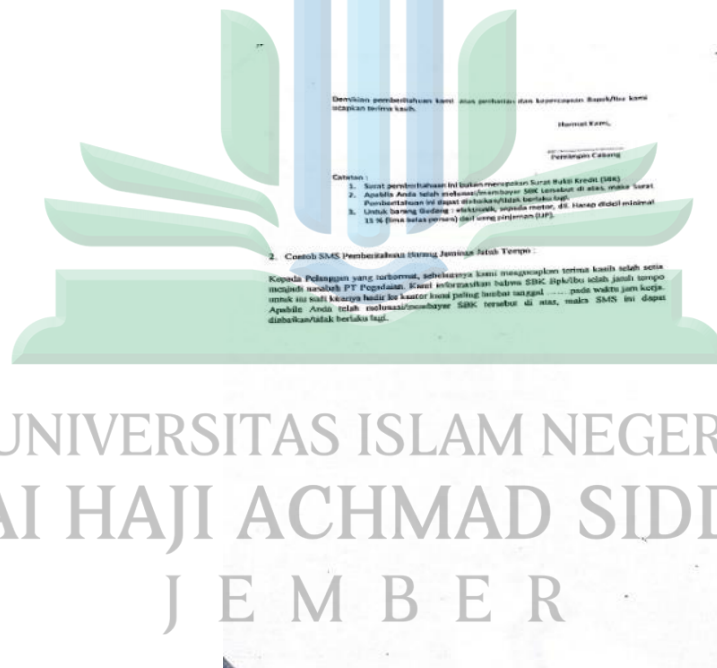 Demikian pemberitahuan kami atas perhatian dan kepercayaan Bapak/Ibu kami
ucapkan terima kasih.
Hormat Kami,
Pemimpin Cabang
Catatan :
1. Surat pemberitahuan ini bukan merupakan Surat Bukti Kredit (SBK)
2. Apabila Anda telah melunasi/membayar SBK tersebut di atas, maka Surat
Pemberitahuan ini dapat diabaikan/tidak berlaku lagi.
3. Untuk barang Gudang : elektronik, sepeda motor, dll. Harap dicicil minimal
15 % (lima belas persen) dari uang pinjaman (UP).
2. Contoh SMS Pemberitahuan Barang Jaminan Jatuh Tempo :
Kepada Pelanggan yang terhormat, sebelumnya kami mengucapkan terima kasih telah setia
menjadi nasabah PT Pegadaian. Kami informasikan bahwa SBK Bpk/Ibu telah jatuh tempo
untuk itu sudi kiranya hadir ke kantor kami paling lambat tanggal ........pada waktu jam kerja.
Apabila Anda telah melunasi/membayar SBK tersebut di atas, maka SMS ini dapat
diabaikan/tidak berlaku lagi.
UNIVERSITAS ISLAM NEGER
AI HAJI ACHMAD SIDD
JEMBER